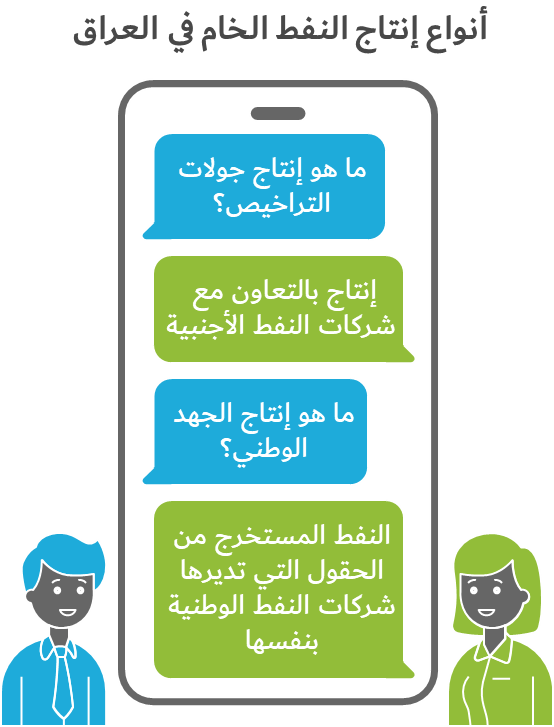 أنواع إنتاج النفط الخام في العراق
ما هو إنتاج جولات
التراخيص؟
إنتاج بالتعاون مع
شركات النفط الأجنبية
ما هو إنتاج الجهد
الوطني؟
النفط المستخرج من
الحقول التي تديرها
شركات النفط الوطنية
بنفسها